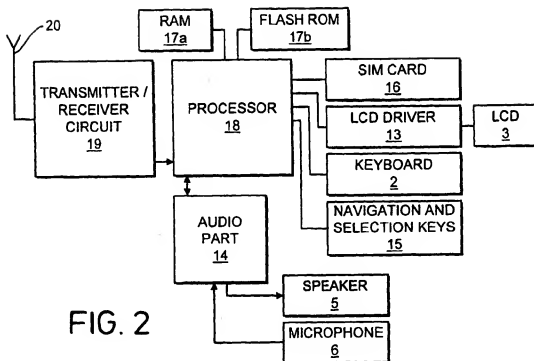 20
RAM
17a
FLASH ROM
17b
TRANSMITTER /
RECEIVER
CIRCUIT
19
PROCESSOR
18
SIM CARD
16
LCD DRIVER
13
LCD
3
KEYBOARD
2
NAVIGATION AND
SELECTION KEYS
15
AUDIO
PART
14
SPEAKER
5
MICROPHONE
6
FIG. 2